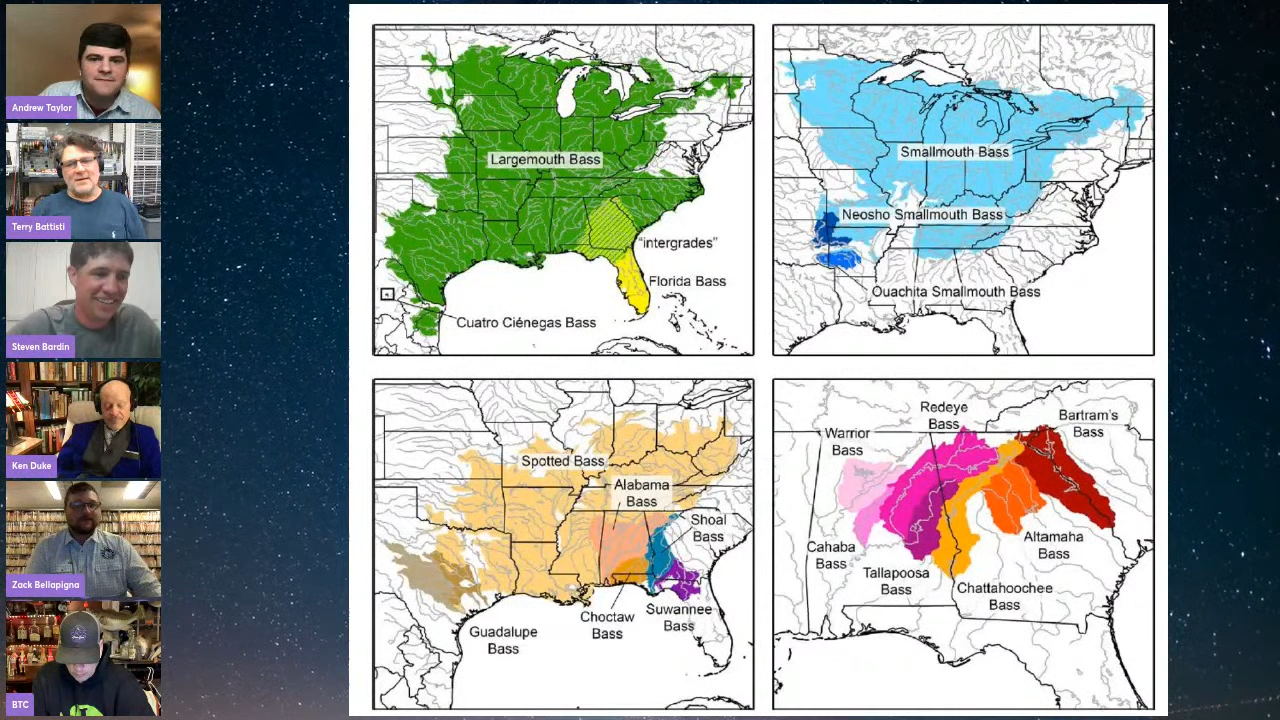 Andrew Taylor
Terry Battisti
Steven Bardin
Ken Duke
Zack Bellapigna
BTC
Largemouth Bass
"intergrades"
Florida Bass
Cuatro Ciénegas Bass
Smallmouth Bass
Neosho Smallmouth Bass
Ouachita Smallmouth Bass
Spotted Bass
Alabama
Bass
Shoal
Bass
Suwannee
Bass
Choctaw
Bass
Guadalupe
Bass
Redeye
Bass
Bartram's
Bass
Warrior
Bass
Cahaba
Bass
Tallapoosa
Bass
Chattahoochee
Bass
Altamaha
Bass